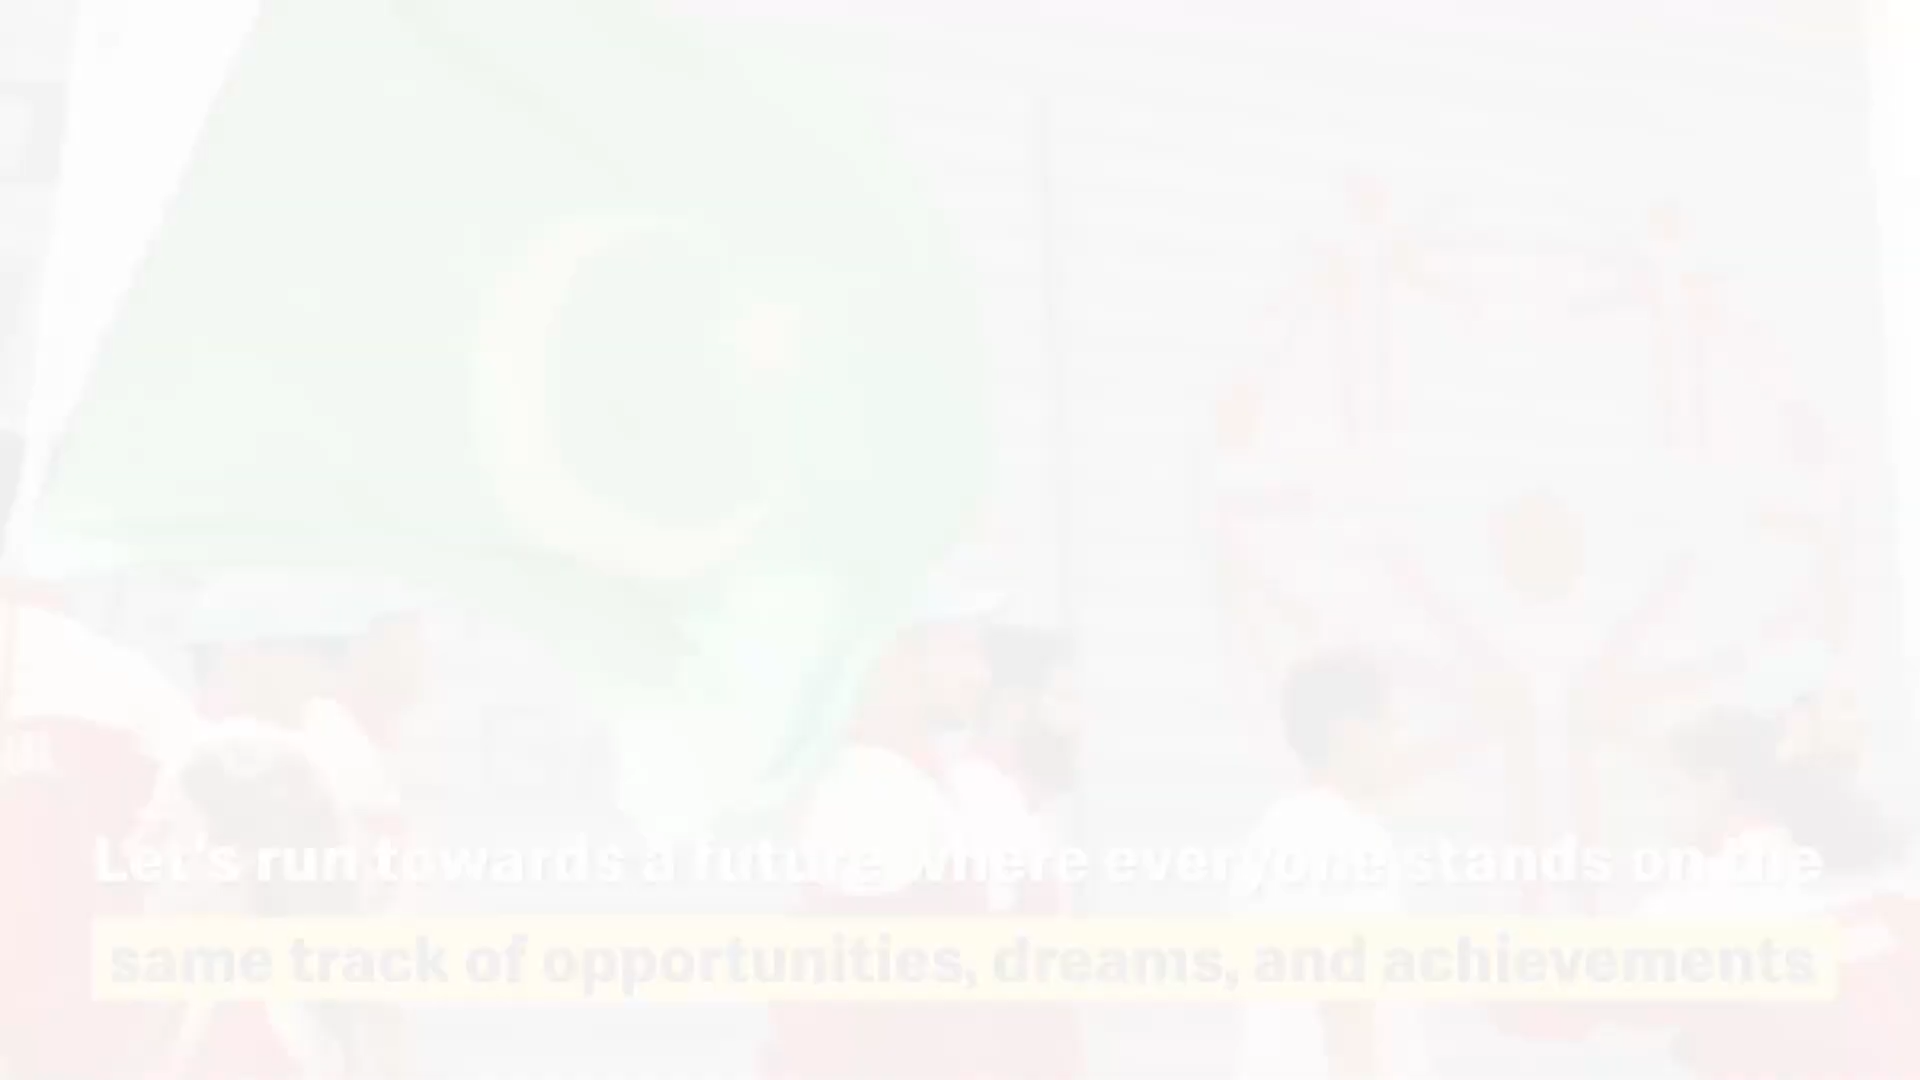 Let's run towards a future where everyone stands on the
same track of opportunities, dreams, and achievements